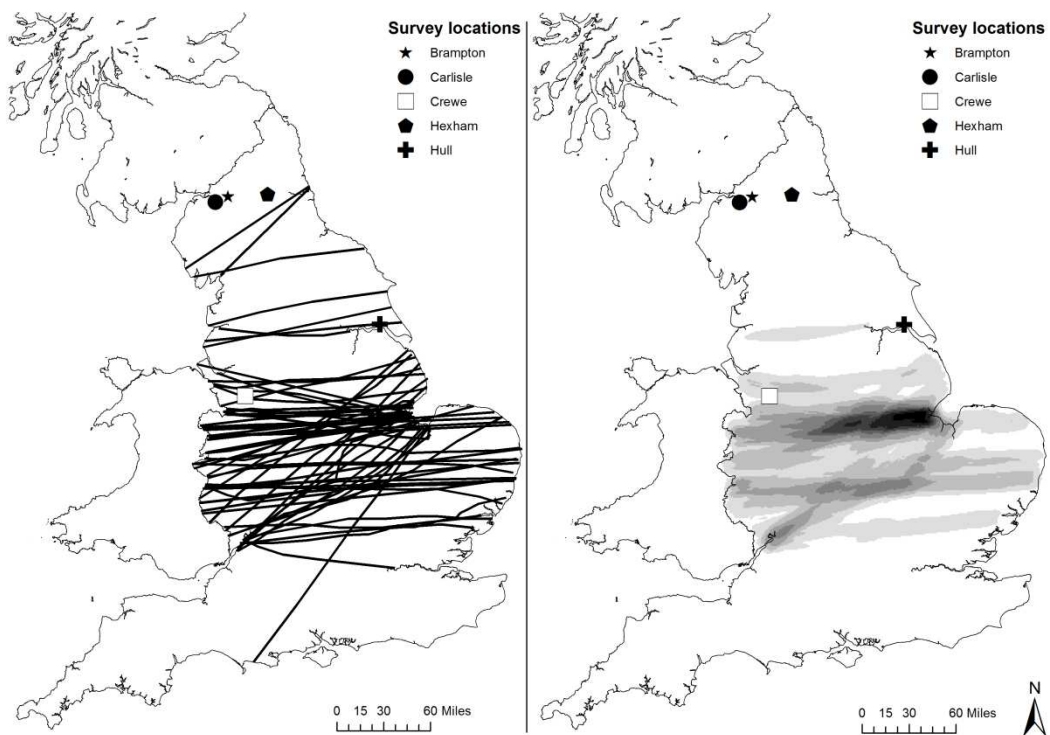 Survey locations
Brampton
Carlisle
Crewe
Hexham
Hull
0 15 30 60 Miles
Survey locations
Brampton
Carlisle
Crewe
Hexham
Hull
N
0 15 30 60 Miles